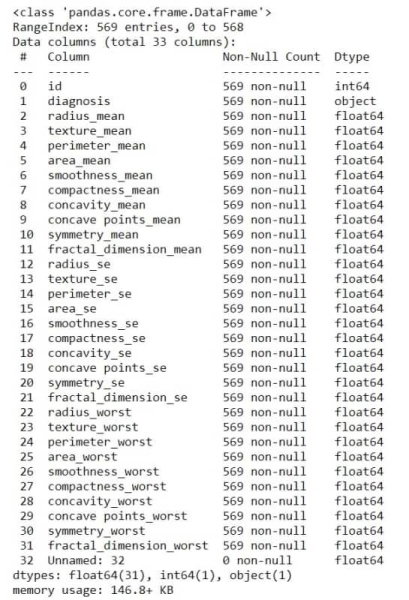 <class 'pandas.core.frame.DataFrame'>
RangeIndex: 569 entries, 0 to 568
Data columns (total 33 columns):
 #   Column                   Non-Null Count  Dtype
---  ------                   --------------  -----
 0   id                       569 non-null    int64
 1   diagnosis                569 non-null    object
 2   radius_mean              569 non-null    float64
 3   texture_mean             569 non-null    float64
 4   perimeter_mean           569 non-null    float64
 5   area_mean                569 non-null    float64
 6   smoothness_mean          569 non-null    float64
 7   compactness_mean         569 non-null    float64
 8   concavity_mean           569 non-null    float64
 9   concave points_mean      569 non-null    float64
 10  symmetry_mean            569 non-null    float64
 11  fractal_dimension_mean   569 non-null    float64
 12  radius_se                569 non-null    float64
 13  texture_se               569 non-null    float64
 14  perimeter_se             569 non-null    float64
 15  area_se                  569 non-null    float64
 16  smoothness_se            569 non-null    float64
 17  compactness_se           569 non-null    float64
 18  concavity_se             569 non-null    float64
 19  concave points_se        569 non-null    float64
 20  symmetry_se              569 non-null    float64
 21  fractal_dimension_se     569 non-null    float64
 22  radius_worst             569 non-null    float64
 23  texture_worst            569 non-null    float64
 24  perimeter_worst          569 non-null    float64
 25  area_worst               569 non-null    float64
 26  smoothness_worst         569 non-null    float64
 27  compactness_worst        569 non-null    float64
 28  concavity_worst          569 non-null    float64
 29  concave points_worst     569 non-null    float64
 30  symmetry_worst           569 non-null    float64
 31  fractal_dimension_worst  569 non-null    float64
 32  Unnamed: 32              0 non-null      float64
dtypes: float64(31), int64(1), object(1)
memory usage: 146.8+ KB